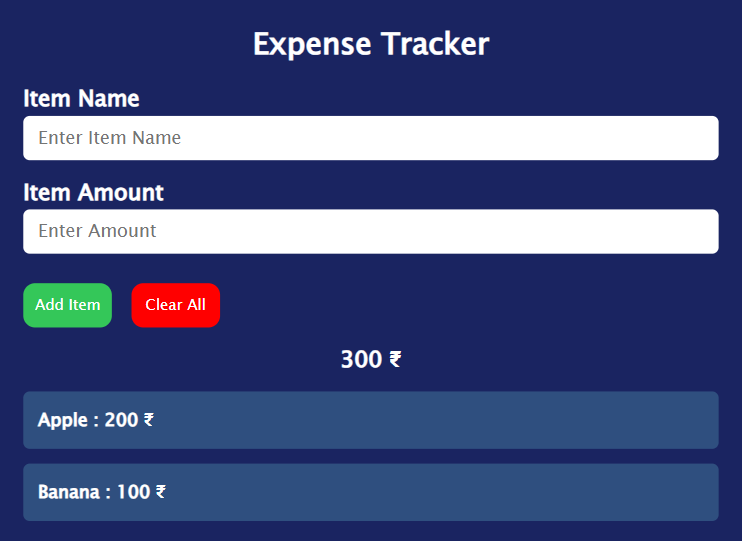 Expense Tracker
Item Name
Enter Item Name
Item Amount
Enter Amount
Add Item Clear All
300 ₹
Apple : 200 ₹
Banana : 100 ₹